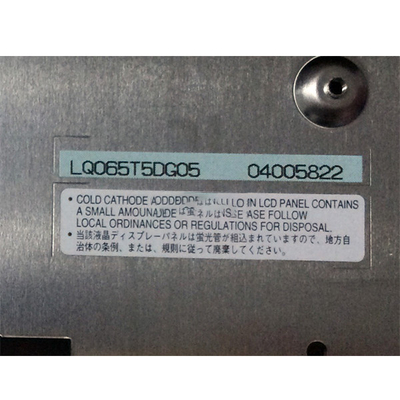 LQ065T5DG05 04005822
• COLD CATHODE IN LCD PANEL CONTAINS
A SMALL FOLLOW
LOCAL ORDINANCES OR REGULATIONS FOR DISPOSAL.
• 当該液晶ディスプレーパネルは蛍光管が組込まれていますので、地方自
治体の条例、または、規則に従って廃棄してください。